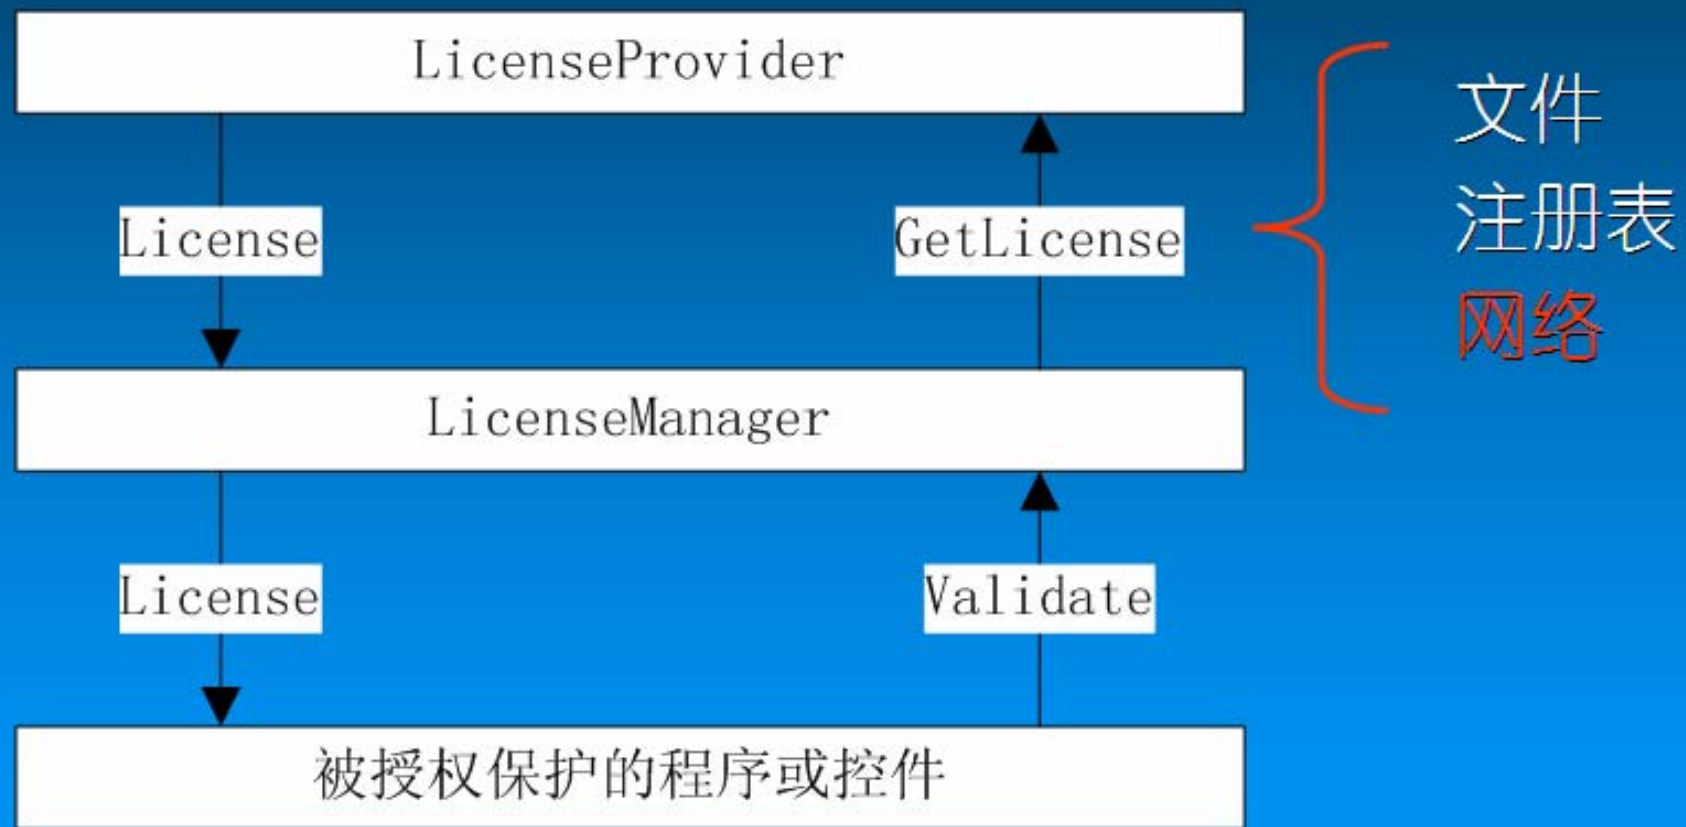 LicenseProvider
文件
注册表
网络
License
GetLicense
LicenseManager
License
Validate
被授权保护的程序或控件